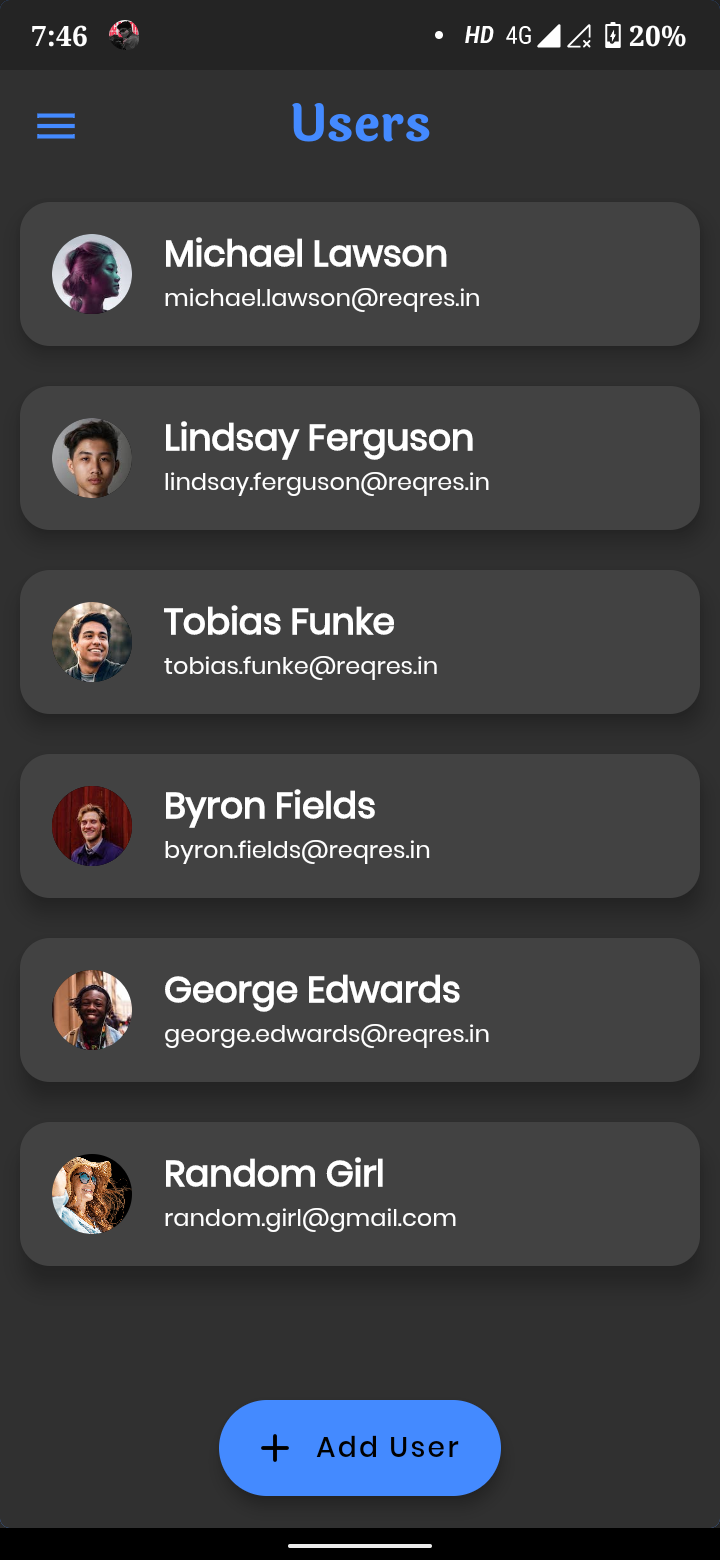 7:46 HD 4G 20%
Users
Michael Lawson
michael.lawson@reqres.in
Lindsay Ferguson
lindsay.ferguson@reqres.in
Tobias Funke
tobias.funke@reqres.in
Byron Fields
byron.fields@reqres.in
George Edwards
george.edwards@reqres.in
Random Girl
random.girl@gmail.com
Add User